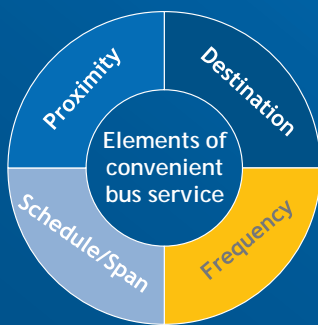 Proximity
Destination
Elements of
convenient
bus service
Schedule/Span
Frequency